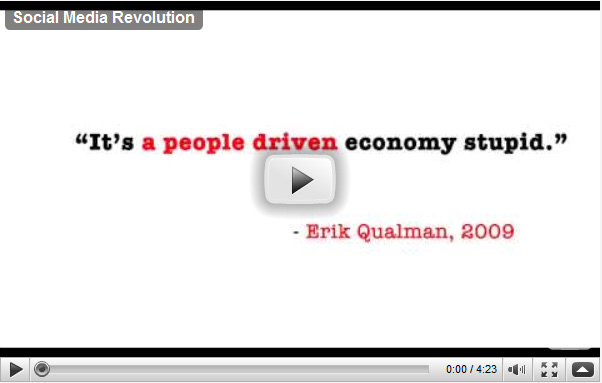 Social Media Revolution
“It’s a people driven economy stupid.”
- Erik Qualman, 2009
0:00 / 4:23